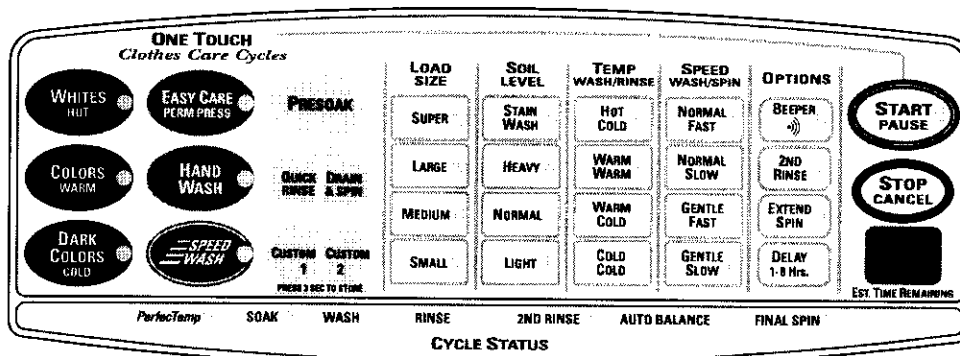 ONE TOUCH
Clothes Care Cycles
WHITES
HOT
COLORS
WARM
DARK
COLORS
COLD
EASY CARE
PERM PRESS
HAND
WASH
SPEED
WASH
PRESOAK
QUICK
RINSE
DRAIN
& SPIN
CUSTOM
1
CUSTOM
2
PRESS 3 SEC TO STORE
LOAD
SIZE
SUPER
LARGE
MEDIUM
SMALL
SOIL
LEVEL
STAIN
WASH
HEAVY
NORMAL
LIGHT
TEMP
WASH/RINSE
HOT
COLD
WARM
WARM
WARM
COLD
COLD
COLD
SPEED
WASH/SPIN
NORMAL
FAST
NORMAL
SLOW
GENTLE
FAST
GENTLE
SLOW
OPTIONS
BEEPER
2ND
RINSE
EXTEND
SPIN
DELAY
1-8 Hrs.
START
PAUSE
STOP
CANCEL
EST. TIME REMAINING
PerfecTemp SOAK WASH RINSE 2ND RINSE AUTO BALANCE FINAL SPIN
CYCLE STATUS